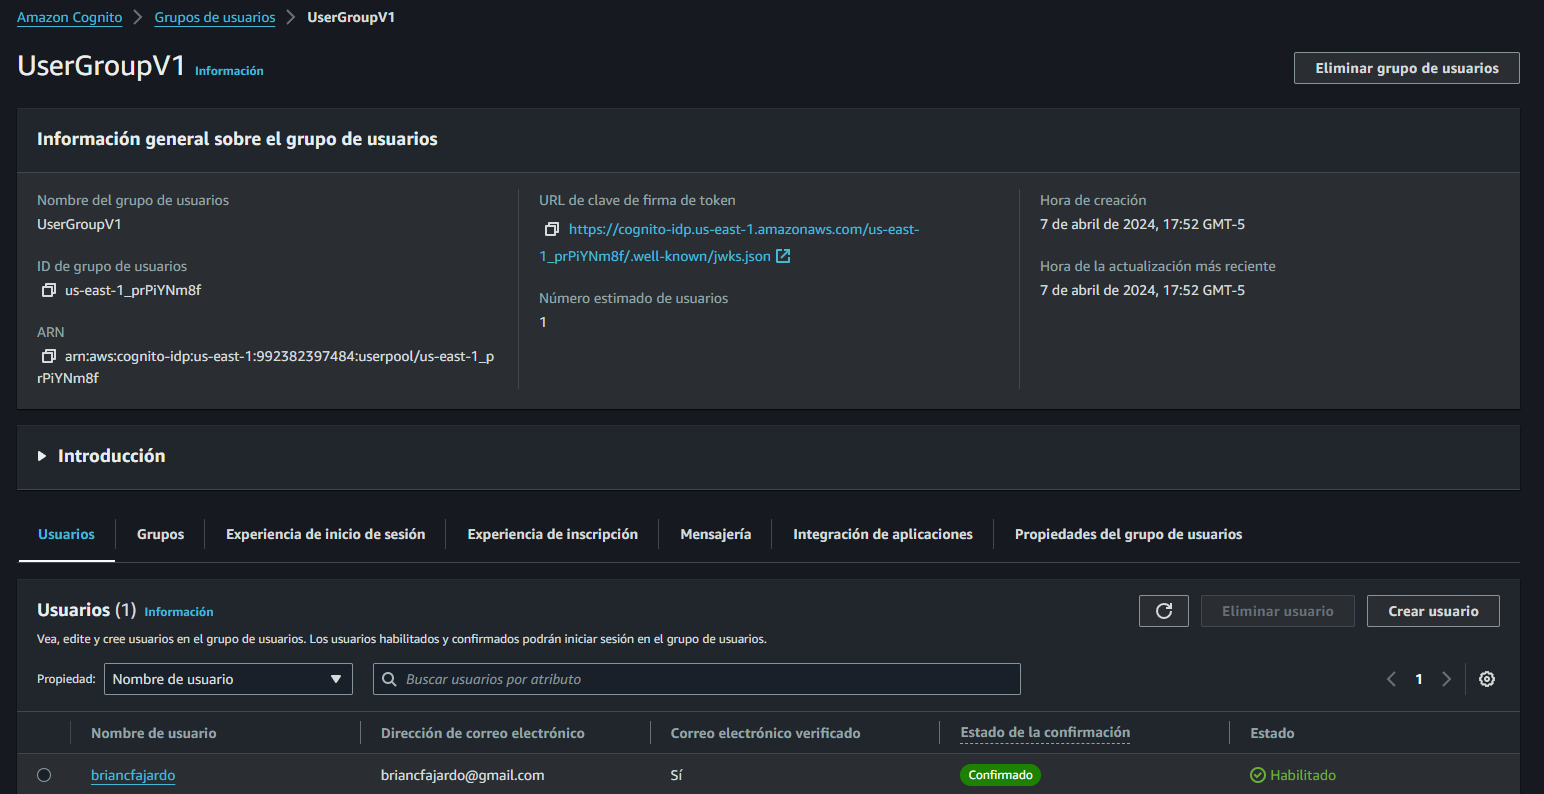 Amazon Cognito > Grupos de usuarios > UserGroupV1
UserGroupV1 Información
Eliminar grupo de usuarios
Información general sobre el grupo de usuarios
Nombre del grupo de usuarios
UserGroupV1
ID de grupo de usuarios
us-east-1_prPiYNm8f
ARN
arn:aws:cognito-idp:us-east-1:992382397484:userpool/us-east-1_p
rPiYNm8f
URL de clave de firma de token
https://cognito-idp.us-east-1.amazonaws.com/us-east-
1_prPiYNm8f/.well-known/jwks.json
Número estimado de usuarios
1
Hora de creación
7 de abril de 2024, 17:52 GMT-5
Hora de la actualización más reciente
7 de abril de 2024, 17:52 GMT-5
Introducción
Usuarios Grupos Experiencia de inicio de sesión Experiencia de inscripción Mensajería Integración de aplicaciones Propiedades del grupo de usuarios
Usuarios (1) Información
Eliminar usuario Crear usuario
Vea, edite y cree usuarios en el grupo de usuarios. Los usuarios habilitados y confirmados podrán iniciar sesión en el grupo de usuarios.
Propiedad: Nombre de usuario Buscar usuarios por atributo 1
Nombre de usuario Dirección de correo electrónico Correo electrónico verificado Estado de la confirmación Estado
briancfajardo briancfajardo@gmail.com Sí Confirmado Habilitado